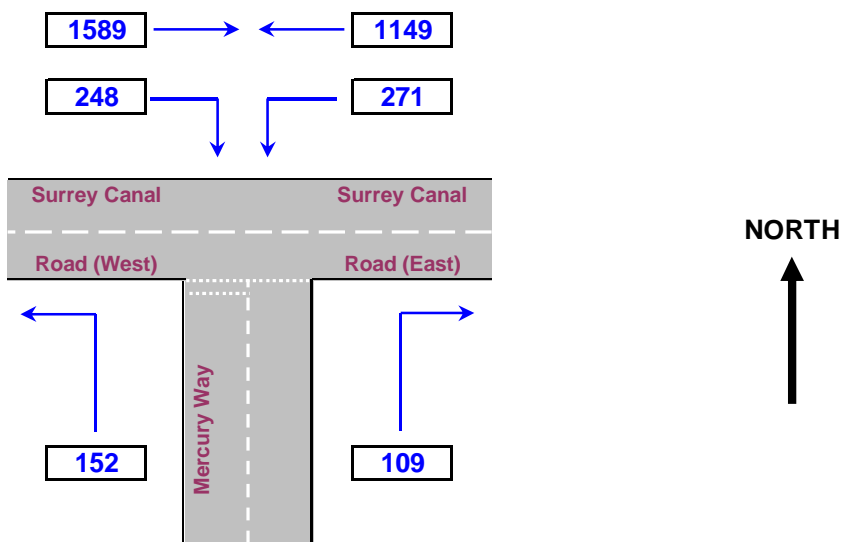 1589 1149
248 271
Surrey Canal Surrey Canal
NORTH
Road (West) Road (East)
Mercury Way
152 109